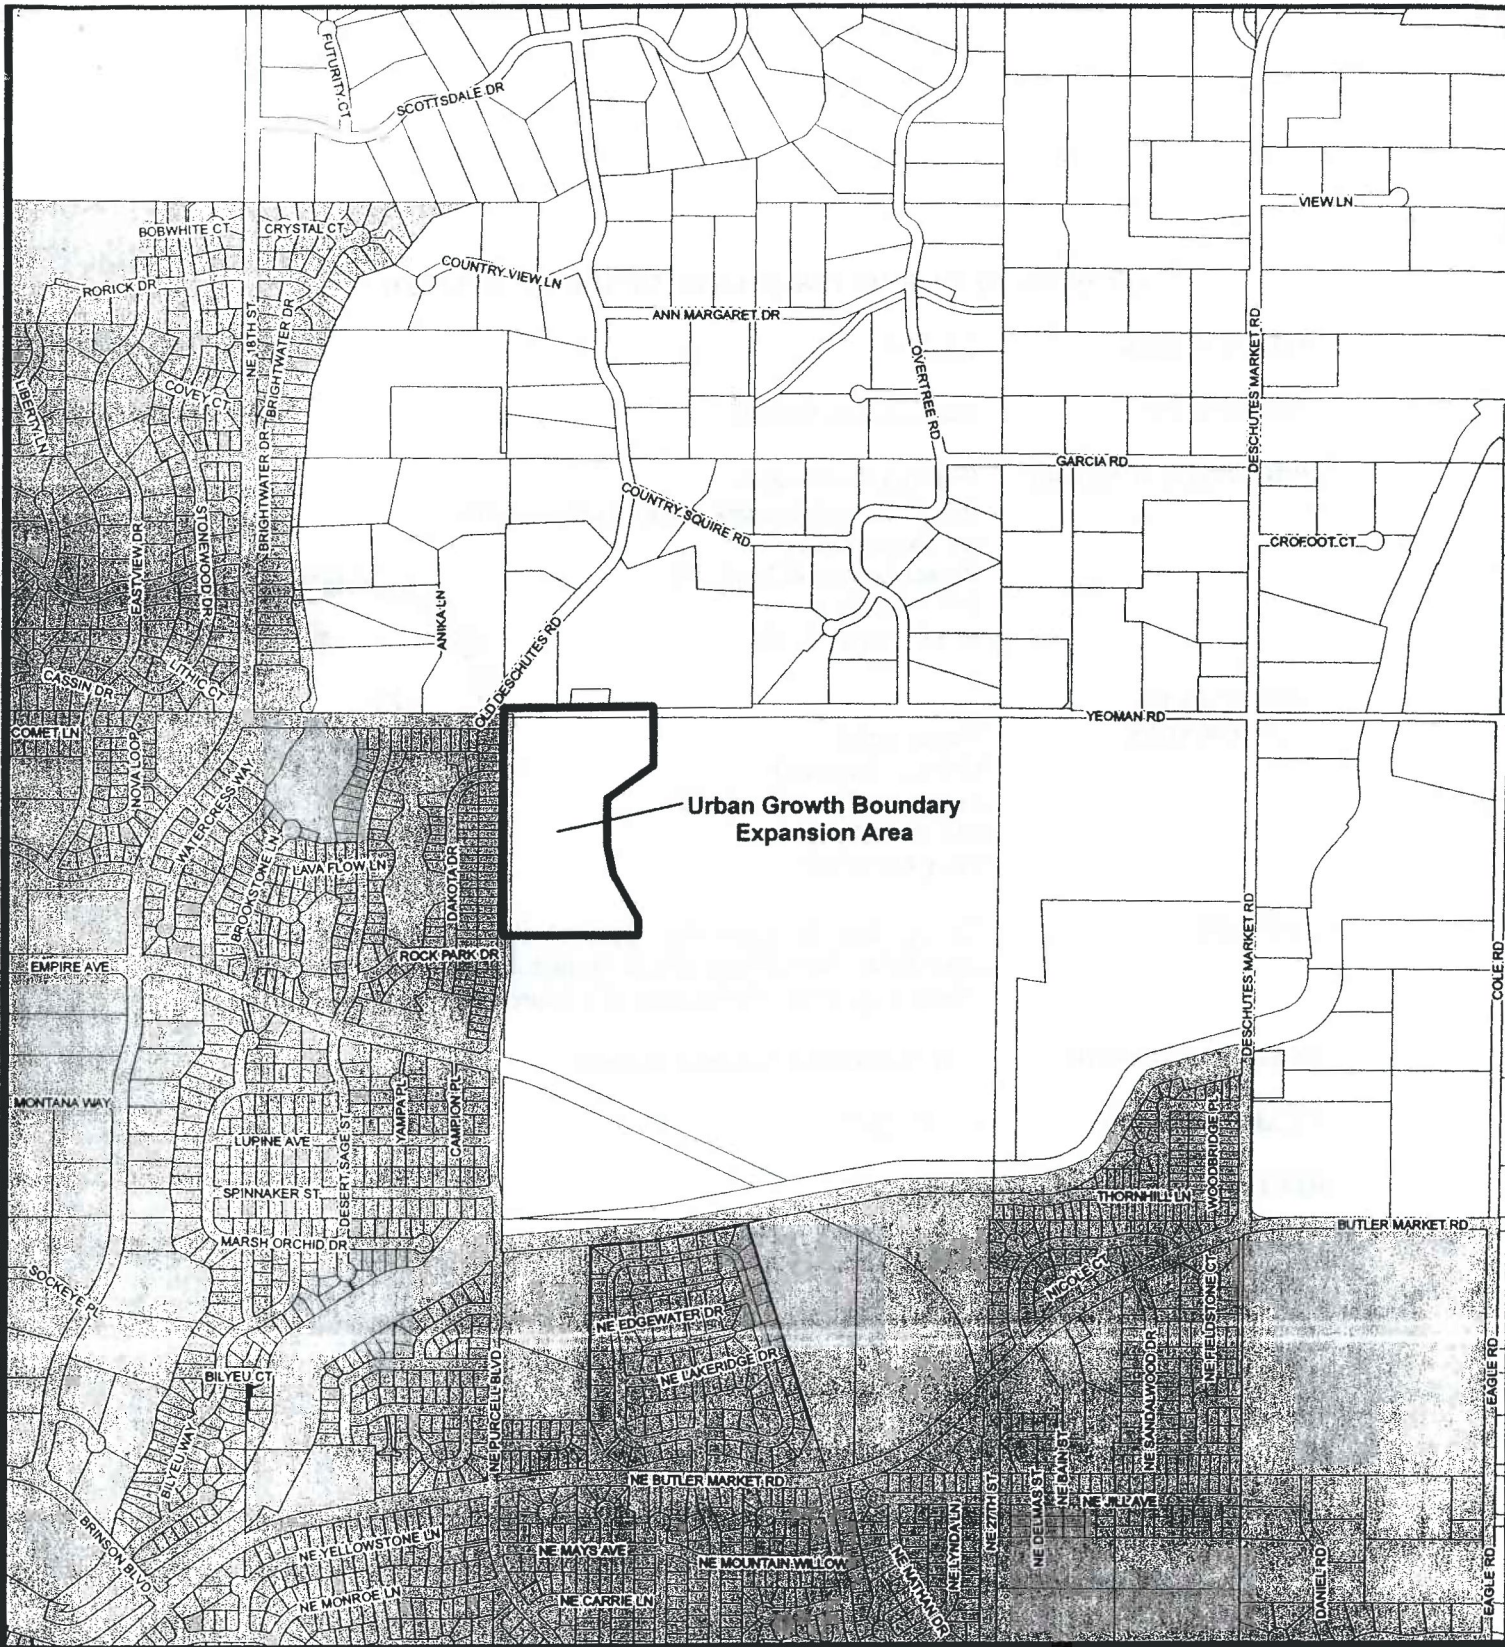 FUTURITY CT
SCOTTSDALE DR
VIEW LN
BOBWHITE CT
CRYSTAL CT
COUNTRY VIEW LN
RORICK DR
NE 18TH ST
BRIGHTWATER DR
ANN MARGARET DR
DESCHUTES MARKET RD
LIBERTY LN
COVEY CT
OVERTREE RD
BRIGHTWATER DR
GARCIA RD
EASTVIEW DR
STONEWOOD DR
COUNTRY SQUIRE RD
CROFOOT CT
ANIKA LN
OLD DESCHUTES RD
LITHIC CT
CASSIN DR
COMET LN
NOVA LOOP
YEOMAN RD
WATERCRESS WAY
Urban Growth Boundary
Expansion Area
BROOKSTONE LN
LAVA FLOW LN
DAKOTA DR
ROCK PARK DR
EMPIRE AVE
DESCHUTES MARKET RD
COLE RD
MONTANA WAY
YAMPA PL
CAMPION PL
LUPINE AVE
DESERT SAGE ST
WOODBRIDGE PL
SPINNAKER ST
THORNHILL LN
MARSH ORCHID DR
BUTLER MARKET RD
SOCKEYE PL
NICOLE CT
NE FIELDSTONE CT
NE EDGEWATER DR
NE SANDALWOOD DR
NE LAKERIDGE DR
BILYEU CT
NE PURCELL BLVD
EAGLE RD
BILYEU WAY
NE BUTLER MARKET RD
NE 27TH ST
NE DELMAS ST
NE BAIN ST
NE JILL AVE
BRINSON BLVD
NE YELLOWSTONE LN
NE MAYS AVE
NE MOUNTAIN WILLOW
NE LYNDA LN
NE NATHAN DR
NE MONROE LN
NE CARRIE LN
DANIEL RD
EAGLE RD